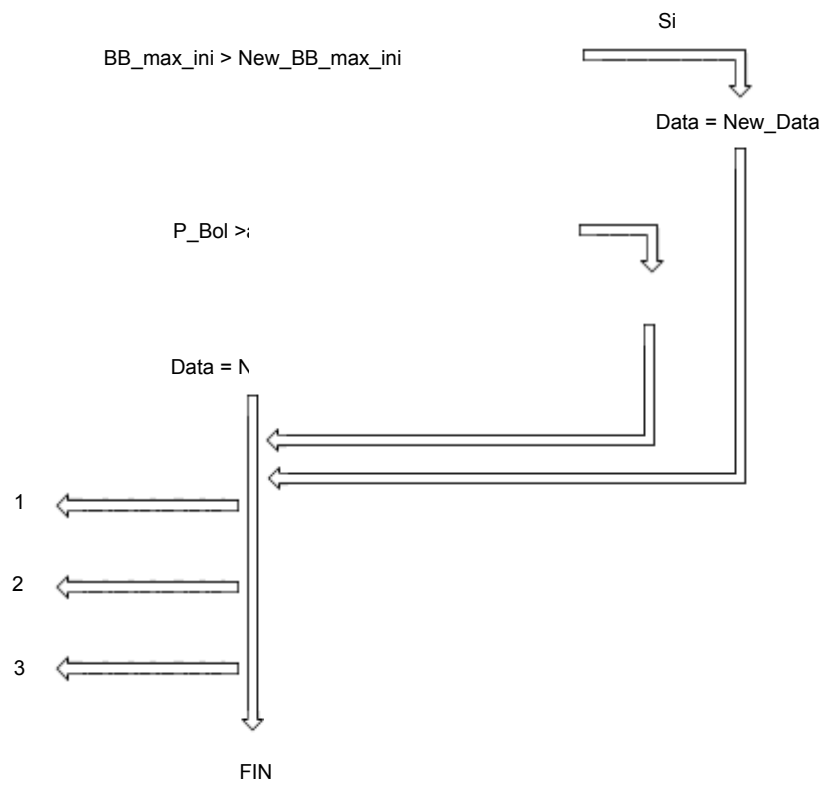 Si
BB_max_ini > New_BB_max_ini
Data = New_Data
P_Bol >
Data =
1
2
3
FIN